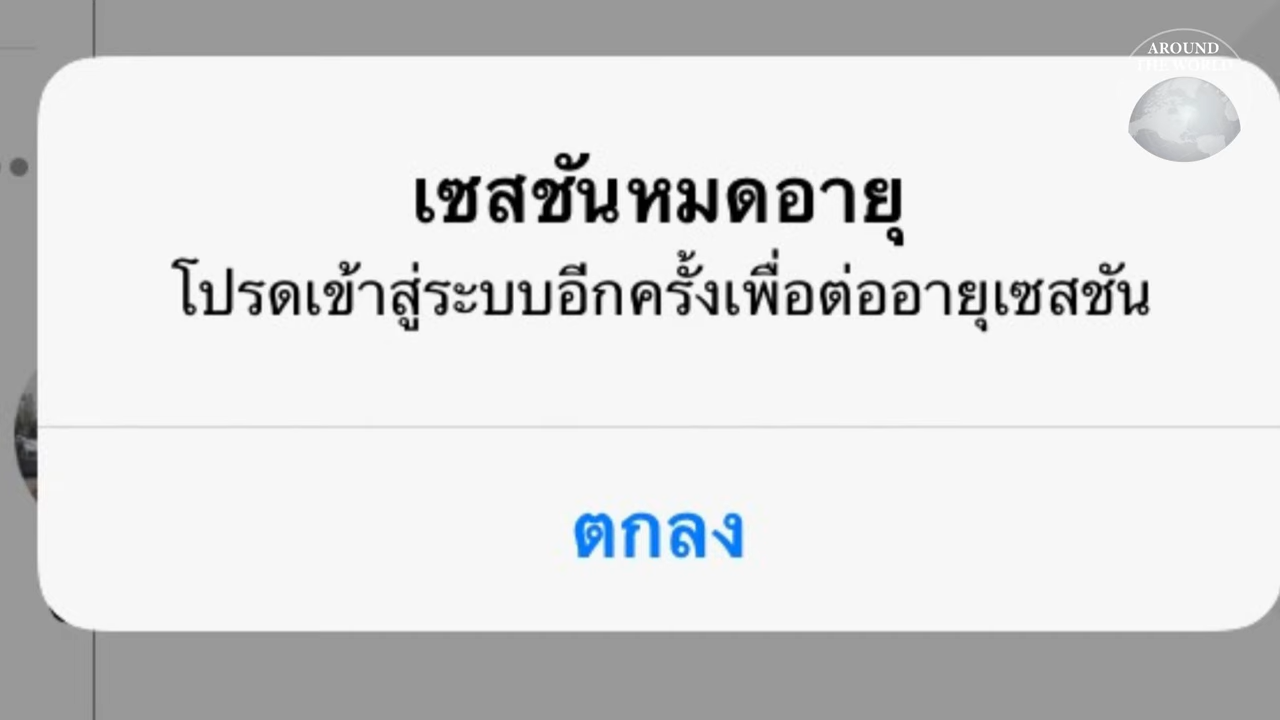 AROUND
THE WORLD
เซสชันหมดอายุ
โปรดเข้าสู่ระบบอีกครั้งเพื่อต่ออายุเซสชัน
ตกลง